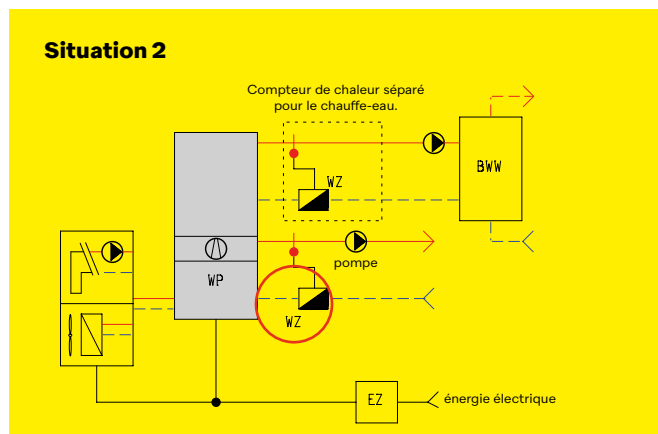 Situation 2
Compteur de chaleur séparé
pour le chauffe-eau.
WZ
BWW
WP
pompe
WZ
EZ
énergie électrique